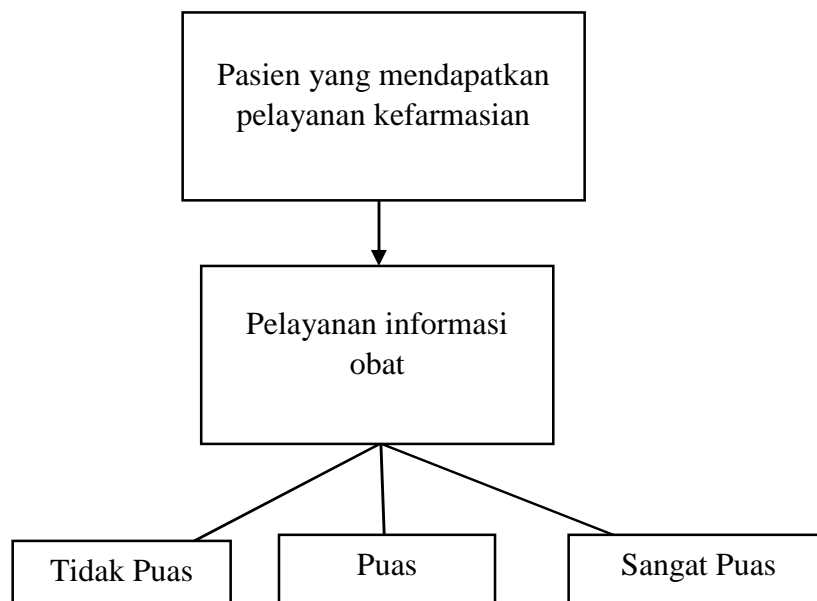 Pasien yang mendapatkan
pelayanan kefarmasian
Pelayanan informasi
obat
Tidak Puas
Puas
Sangat Puas